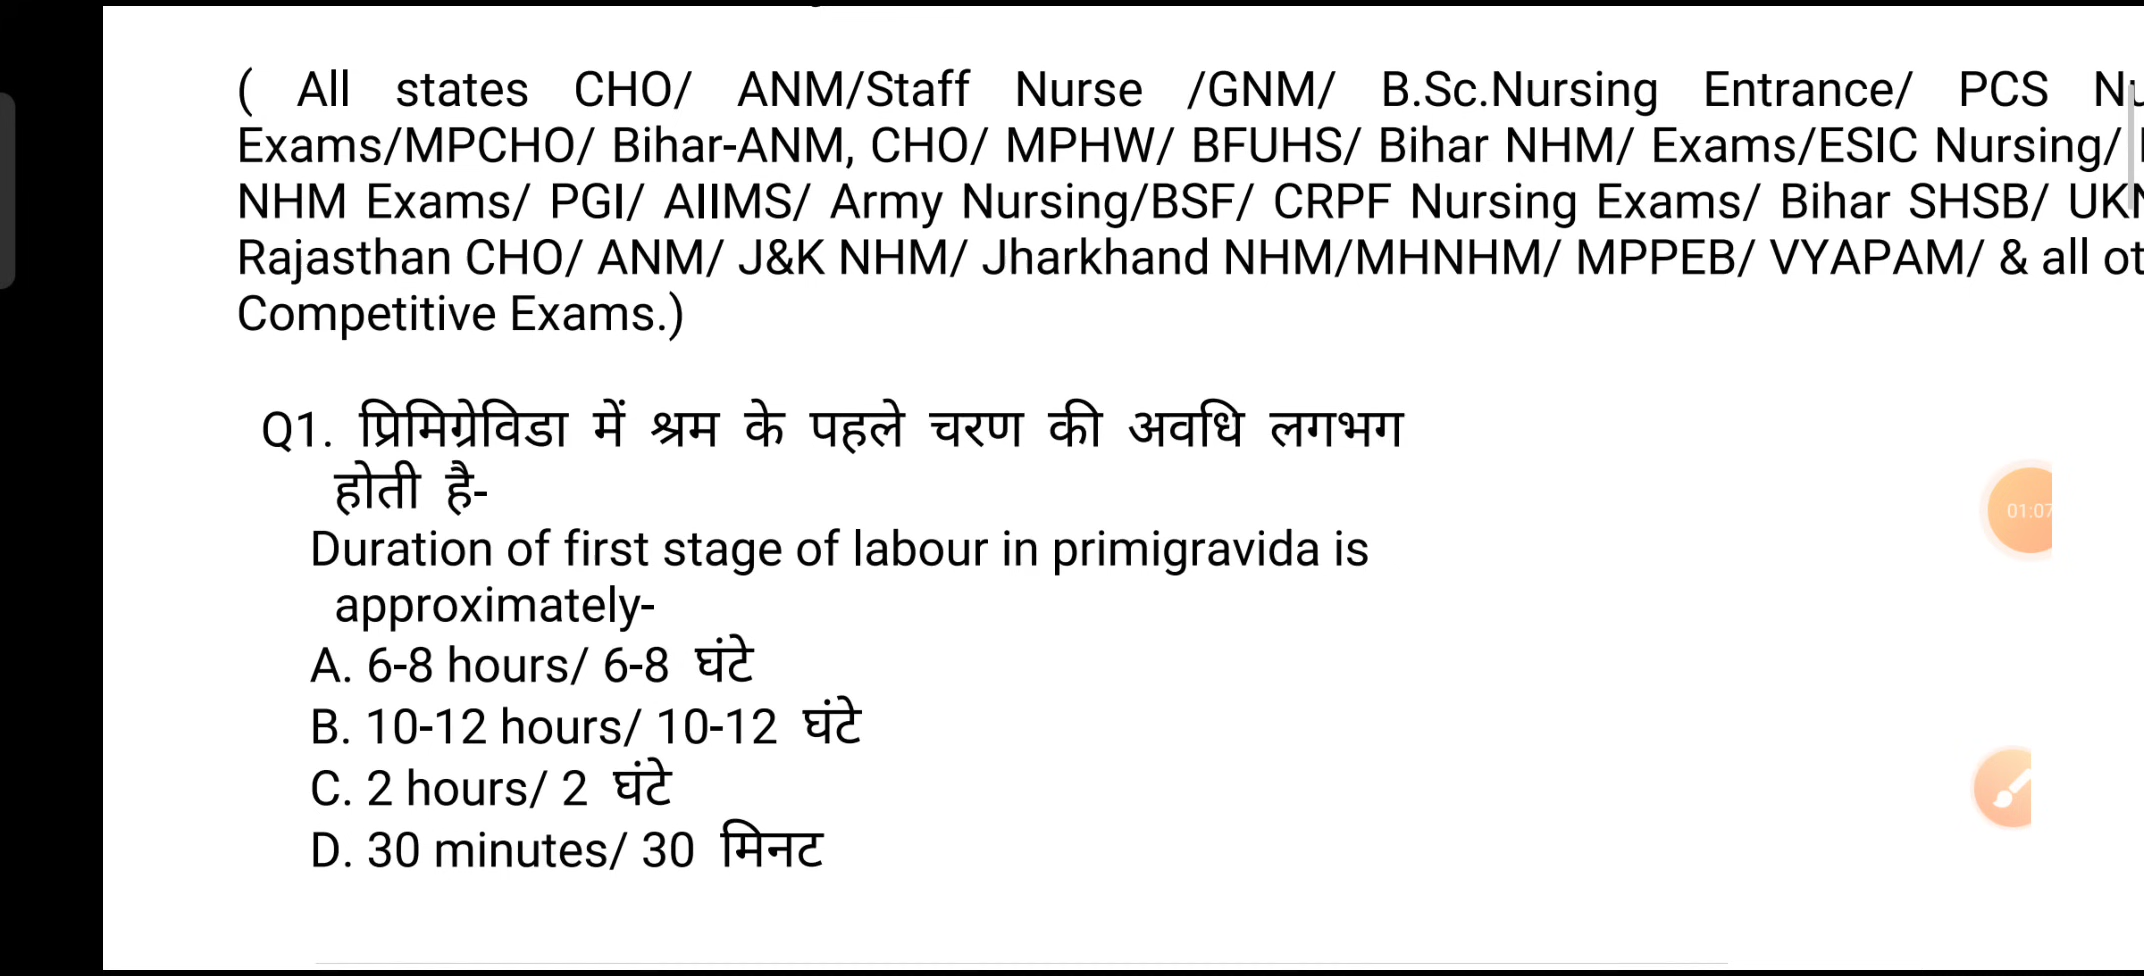 ( All states CHO/ ANM/Staff Nurse /GNM/ B.Sc.Nursing Entrance/ PCS
Exams/MPCHO/ Bihar-ANM, CHO/ MPHW/ BFUHS/ Bihar NHM/ Exams/ESIC Nursing/
NHM Exams/ PGI/ AIIMS/ Army Nursing/BSF/ CRPF Nursing Exams/ Bihar SHSB/
Rajasthan CHO/ ANM/ J&K NHM/ Jharkhand NHM/MHNHM/ MPPEB/ VYAPAM/ & all
Competitive Exams.)
Q1. प्रिमिग्रेविडा में श्रम के पहले चरण की अवधि लगभग
होती है-
Duration of first stage of labour in primigravida is
approximately-
A. 6-8 hours/ 6-8 घंटे
B. 10-12 hours/ 10-12 घंटे
C. 2 hours/ 2 घंटे
D. 30 minutes/ 30 मिनट
01:07